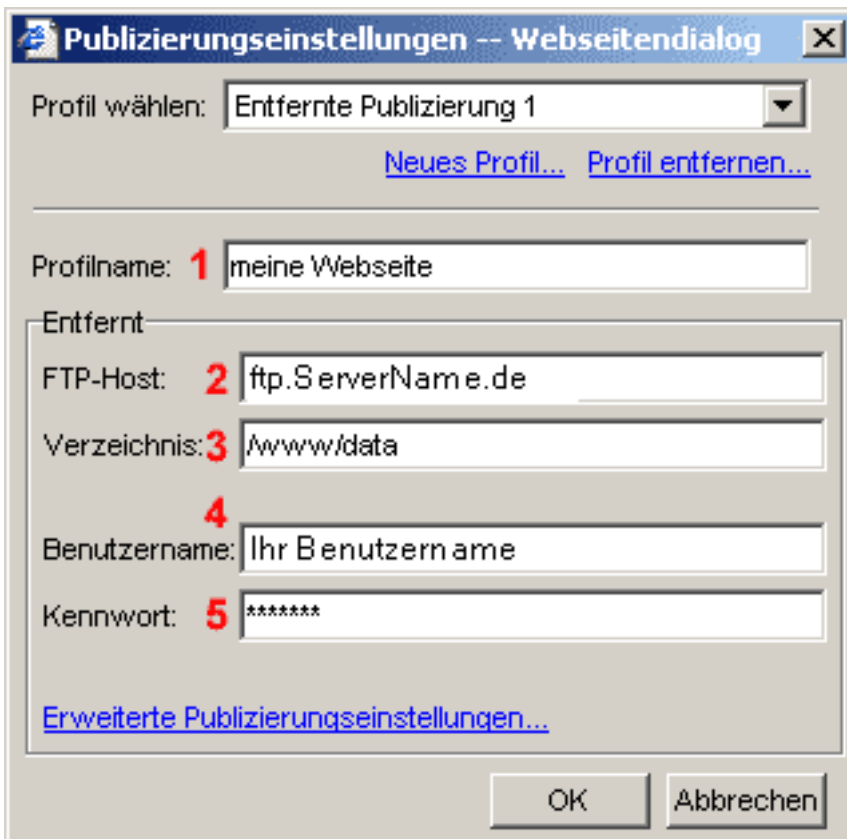 Publizierungseinstellungen -- Webseitendialog
Profil wählen: Entfernte Publizierung 1
Neues Profil... Profil entfernen...
Profilname: 1 meine Webseite
Entfernt
FTP-Host: 2 ftp.ServerName.de
Verzeichnis: 3 /www/data
4
Benutzername: Ihr Benutzername
Kennwort: 5 *******
Erweiterte Publizierungseinstellungen...
OK Abbrechen